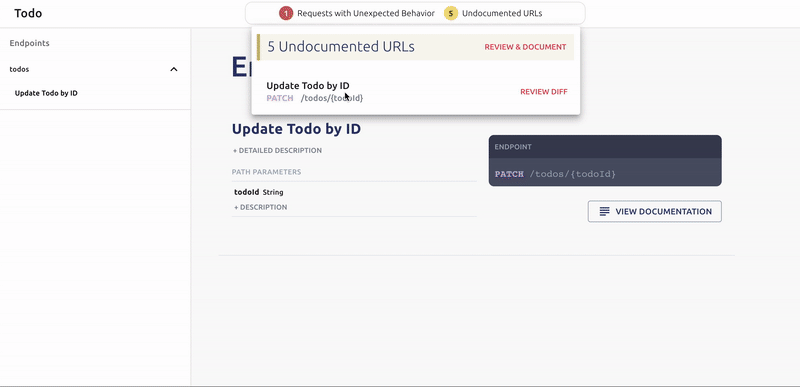 Todo
1 Requests with Unexpected Behavior 5 Undocumented URLs
Endpoints
todos
Update Todo by ID
5 Undocumented URLs REVIEW & DOCUMENT
Update Todo by ID
PATCH /todos/{todoId} REVIEW DIFF
Update Todo by ID
+ DETAILED DESCRIPTION
PATH PARAMETERS
todoId String
+ DESCRIPTION
ENDPOINT
PATCH /todos/{todoId}
VIEW DOCUMENTATION